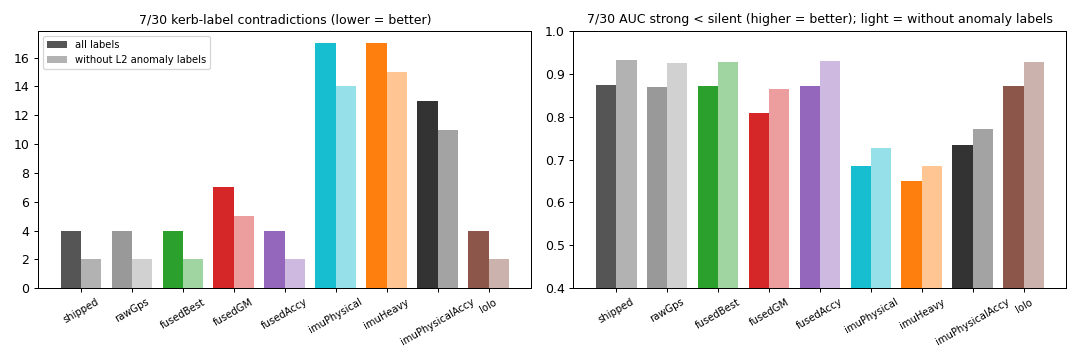 7/30 kerb-label contradictions (lower = better)
all labels
without L2 anomaly labels
16
14
12
10
8
6
4
2
0
shipped
rawGps
fusedBest
fusedGM
fusedAccy
imuPhysical
imuHeavy
imuPhysicalAccy
lolo
7/30 AUC strong < silent (higher = better); light = without anomaly labels
1.0
0.9
0.8
0.7
0.6
0.5
0.4
shipped
rawGps
fusedBest
fusedGM
fusedAccy
imuPhysical
imuHeavy
imuPhysicalAccy
lolo